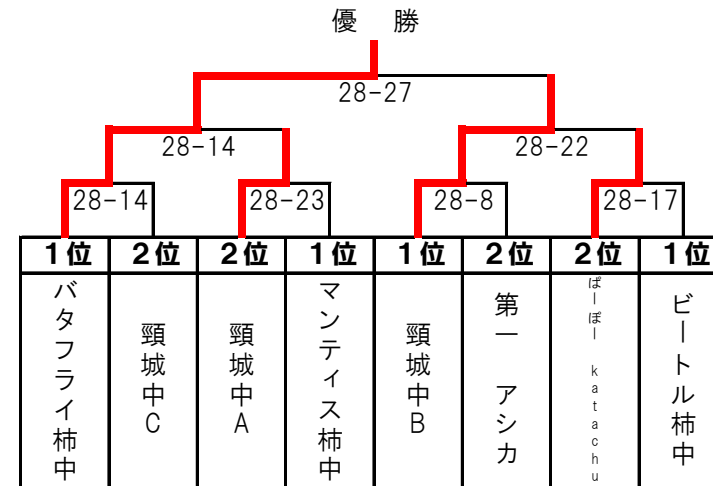 優　勝
28-27
28-14
28-22
28-14
28-23
28-8
28-17
1位
2位
2位
1位
1位
2位
2位
1位
バタフライ柿中
頸城中C
頸城中A
マンティス柿中
頸城中B
第一　アシカ
ぱーぽー　katachu
ビートル柿中